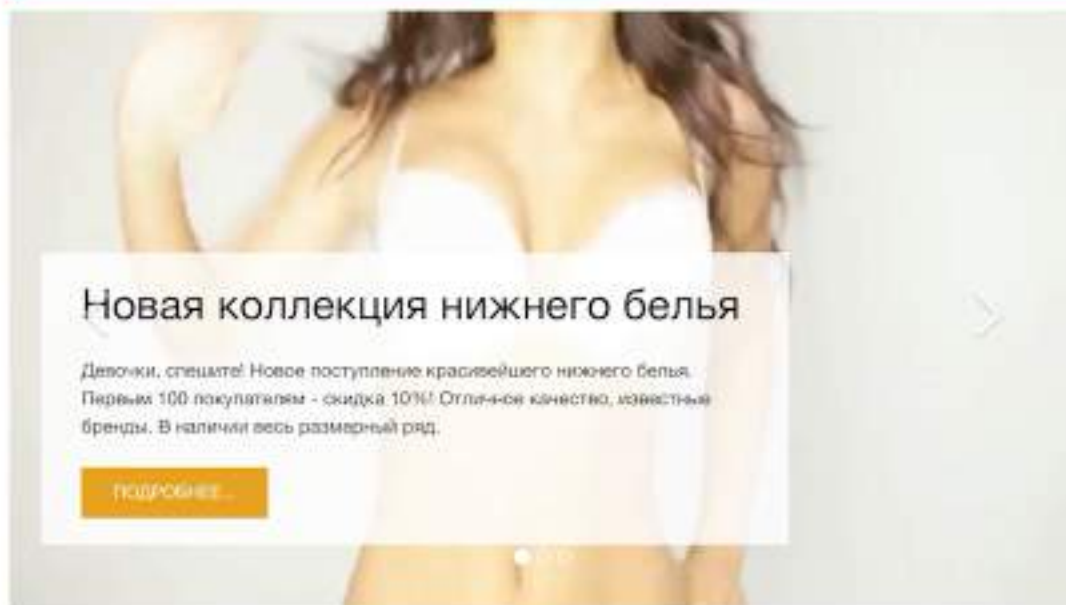 Новая коллекция нижнего белья
Девочки, спешите! Новое поступление красивейшего нижнего белья.
Первым 100 покупателям - скидка 10%! Отличное качество, известные
бренды. В наличии весь размерный ряд.
ПОДРОБНЕЕ...